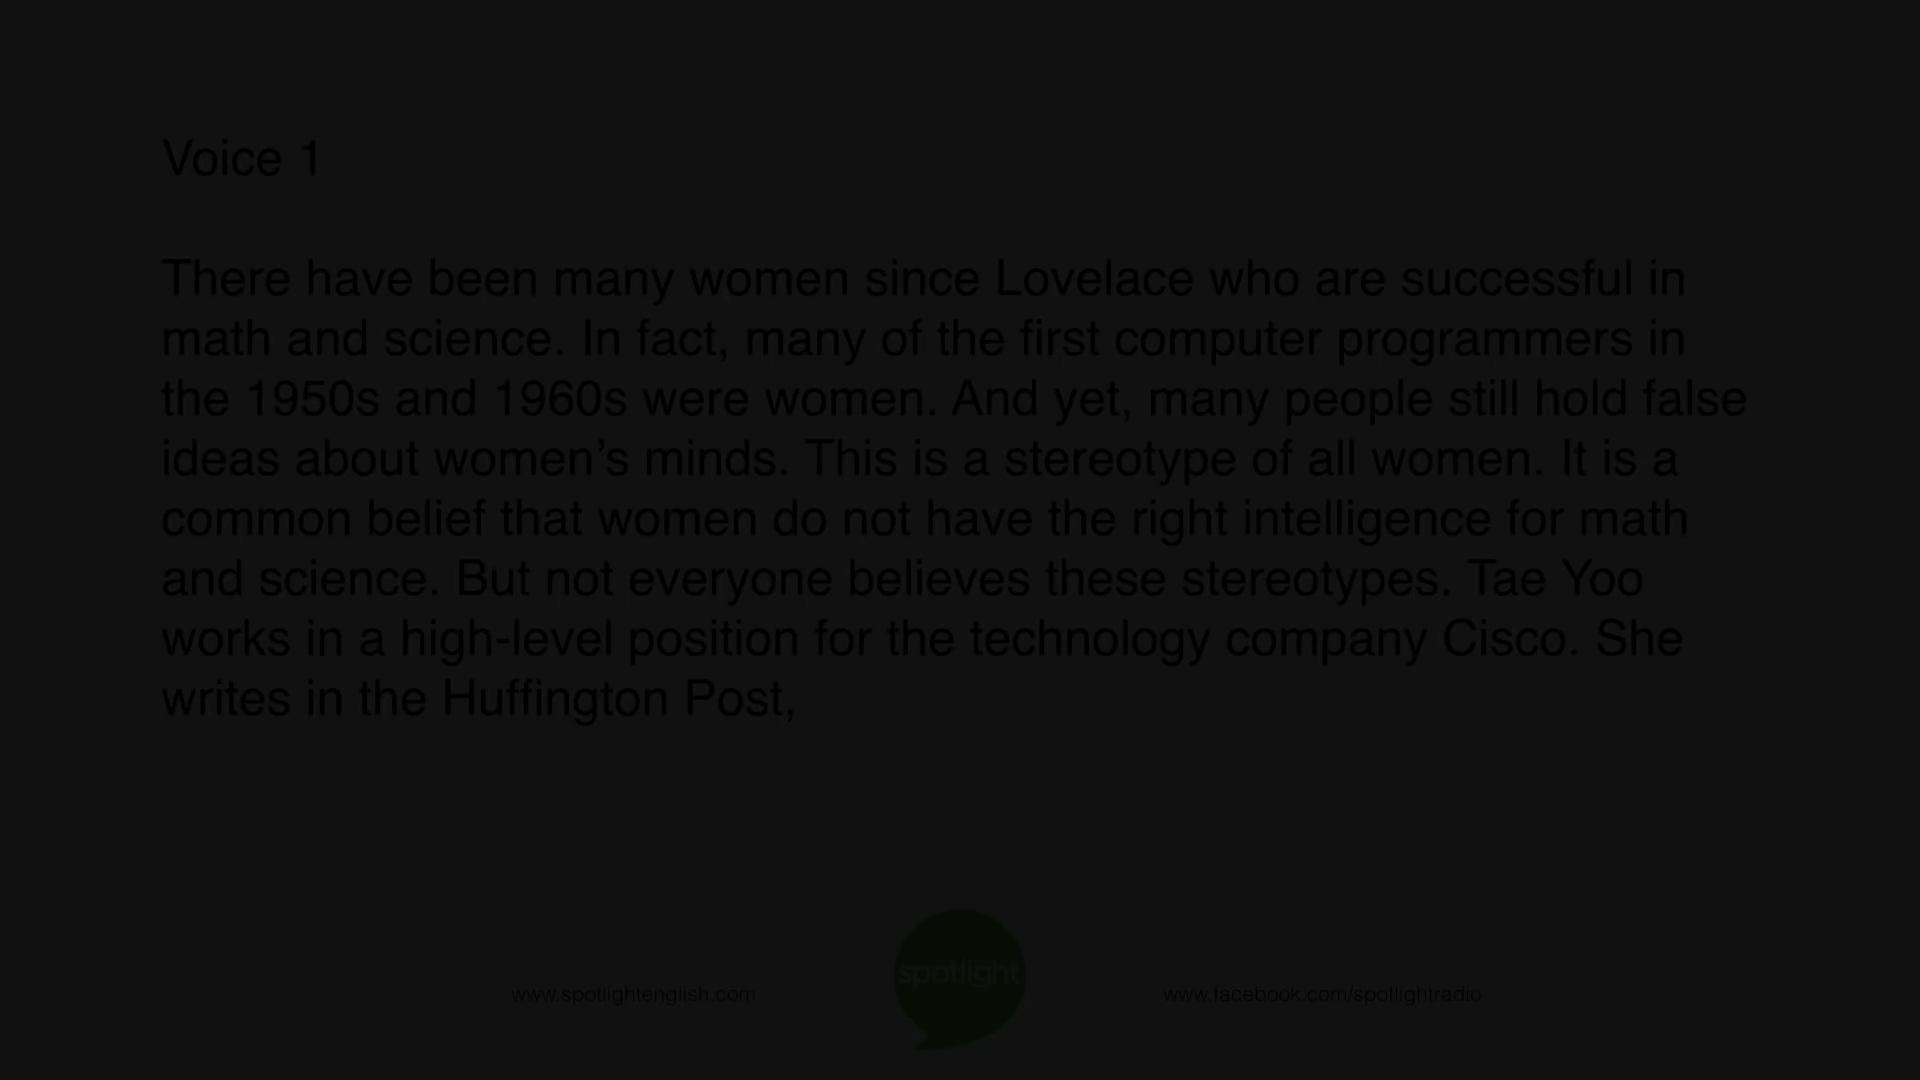 Voice 1
There have been many women since Lovelace who are successful in
math and science. In fact, many of the first computer programmers in
the 1950s and 1960s were women. And yet, many people still hold false
ideas about women’s minds. This is a stereotype of all women. It is a
common belief that women do not have the right intelligence for math
and science. But not everyone believes these stereotypes. Tae Yoo
works in a high-level position for the technology company Cisco. She
writes in the Huffington Post,
spotlight
www.spotlightenglish.com
www.facebook.com/spotlightradio